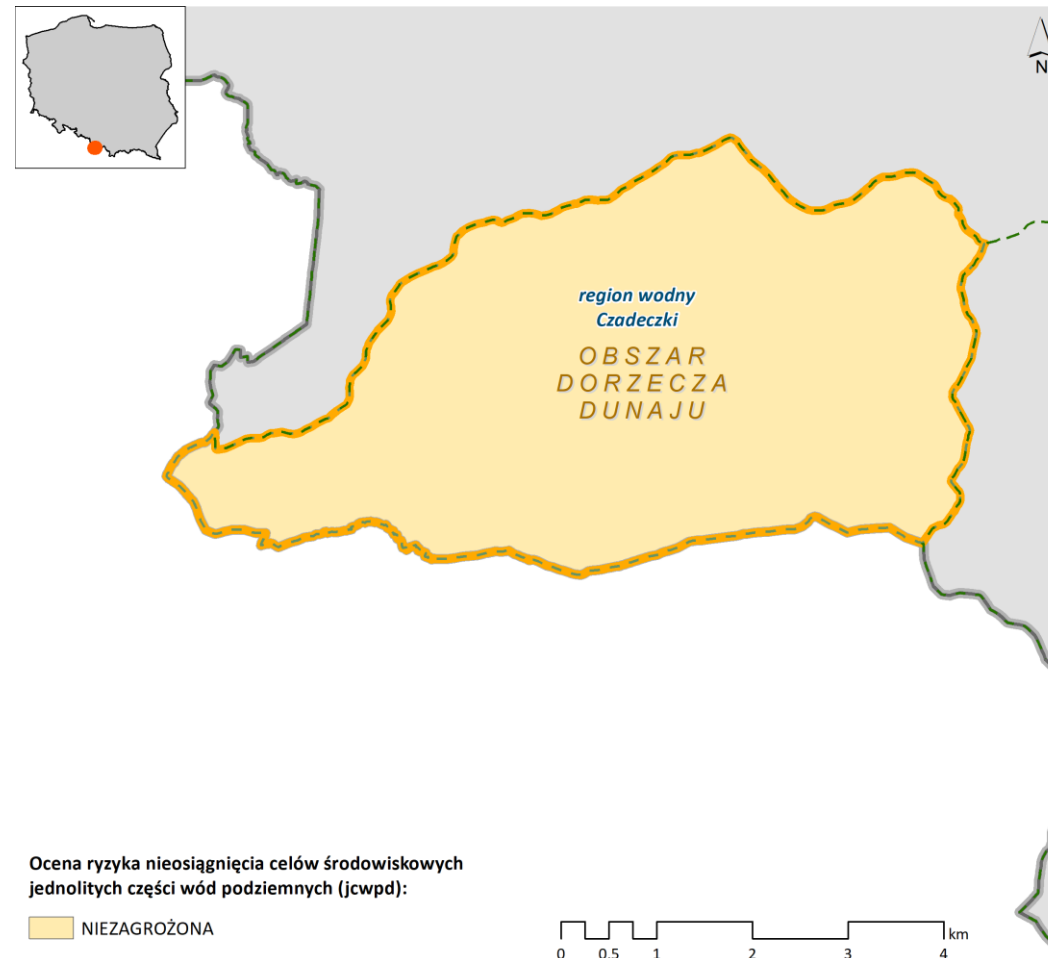 N
region wodny
Czadeczki
OBSZAR
DORZECZA
DUNAJU
Ocena ryzyka nieosiągnięcia celów środowiskowych
jednolitych części wód podziemnych (jcwpd):
NIEZAGROŻONA
km
0 0.5 1 2 3 4